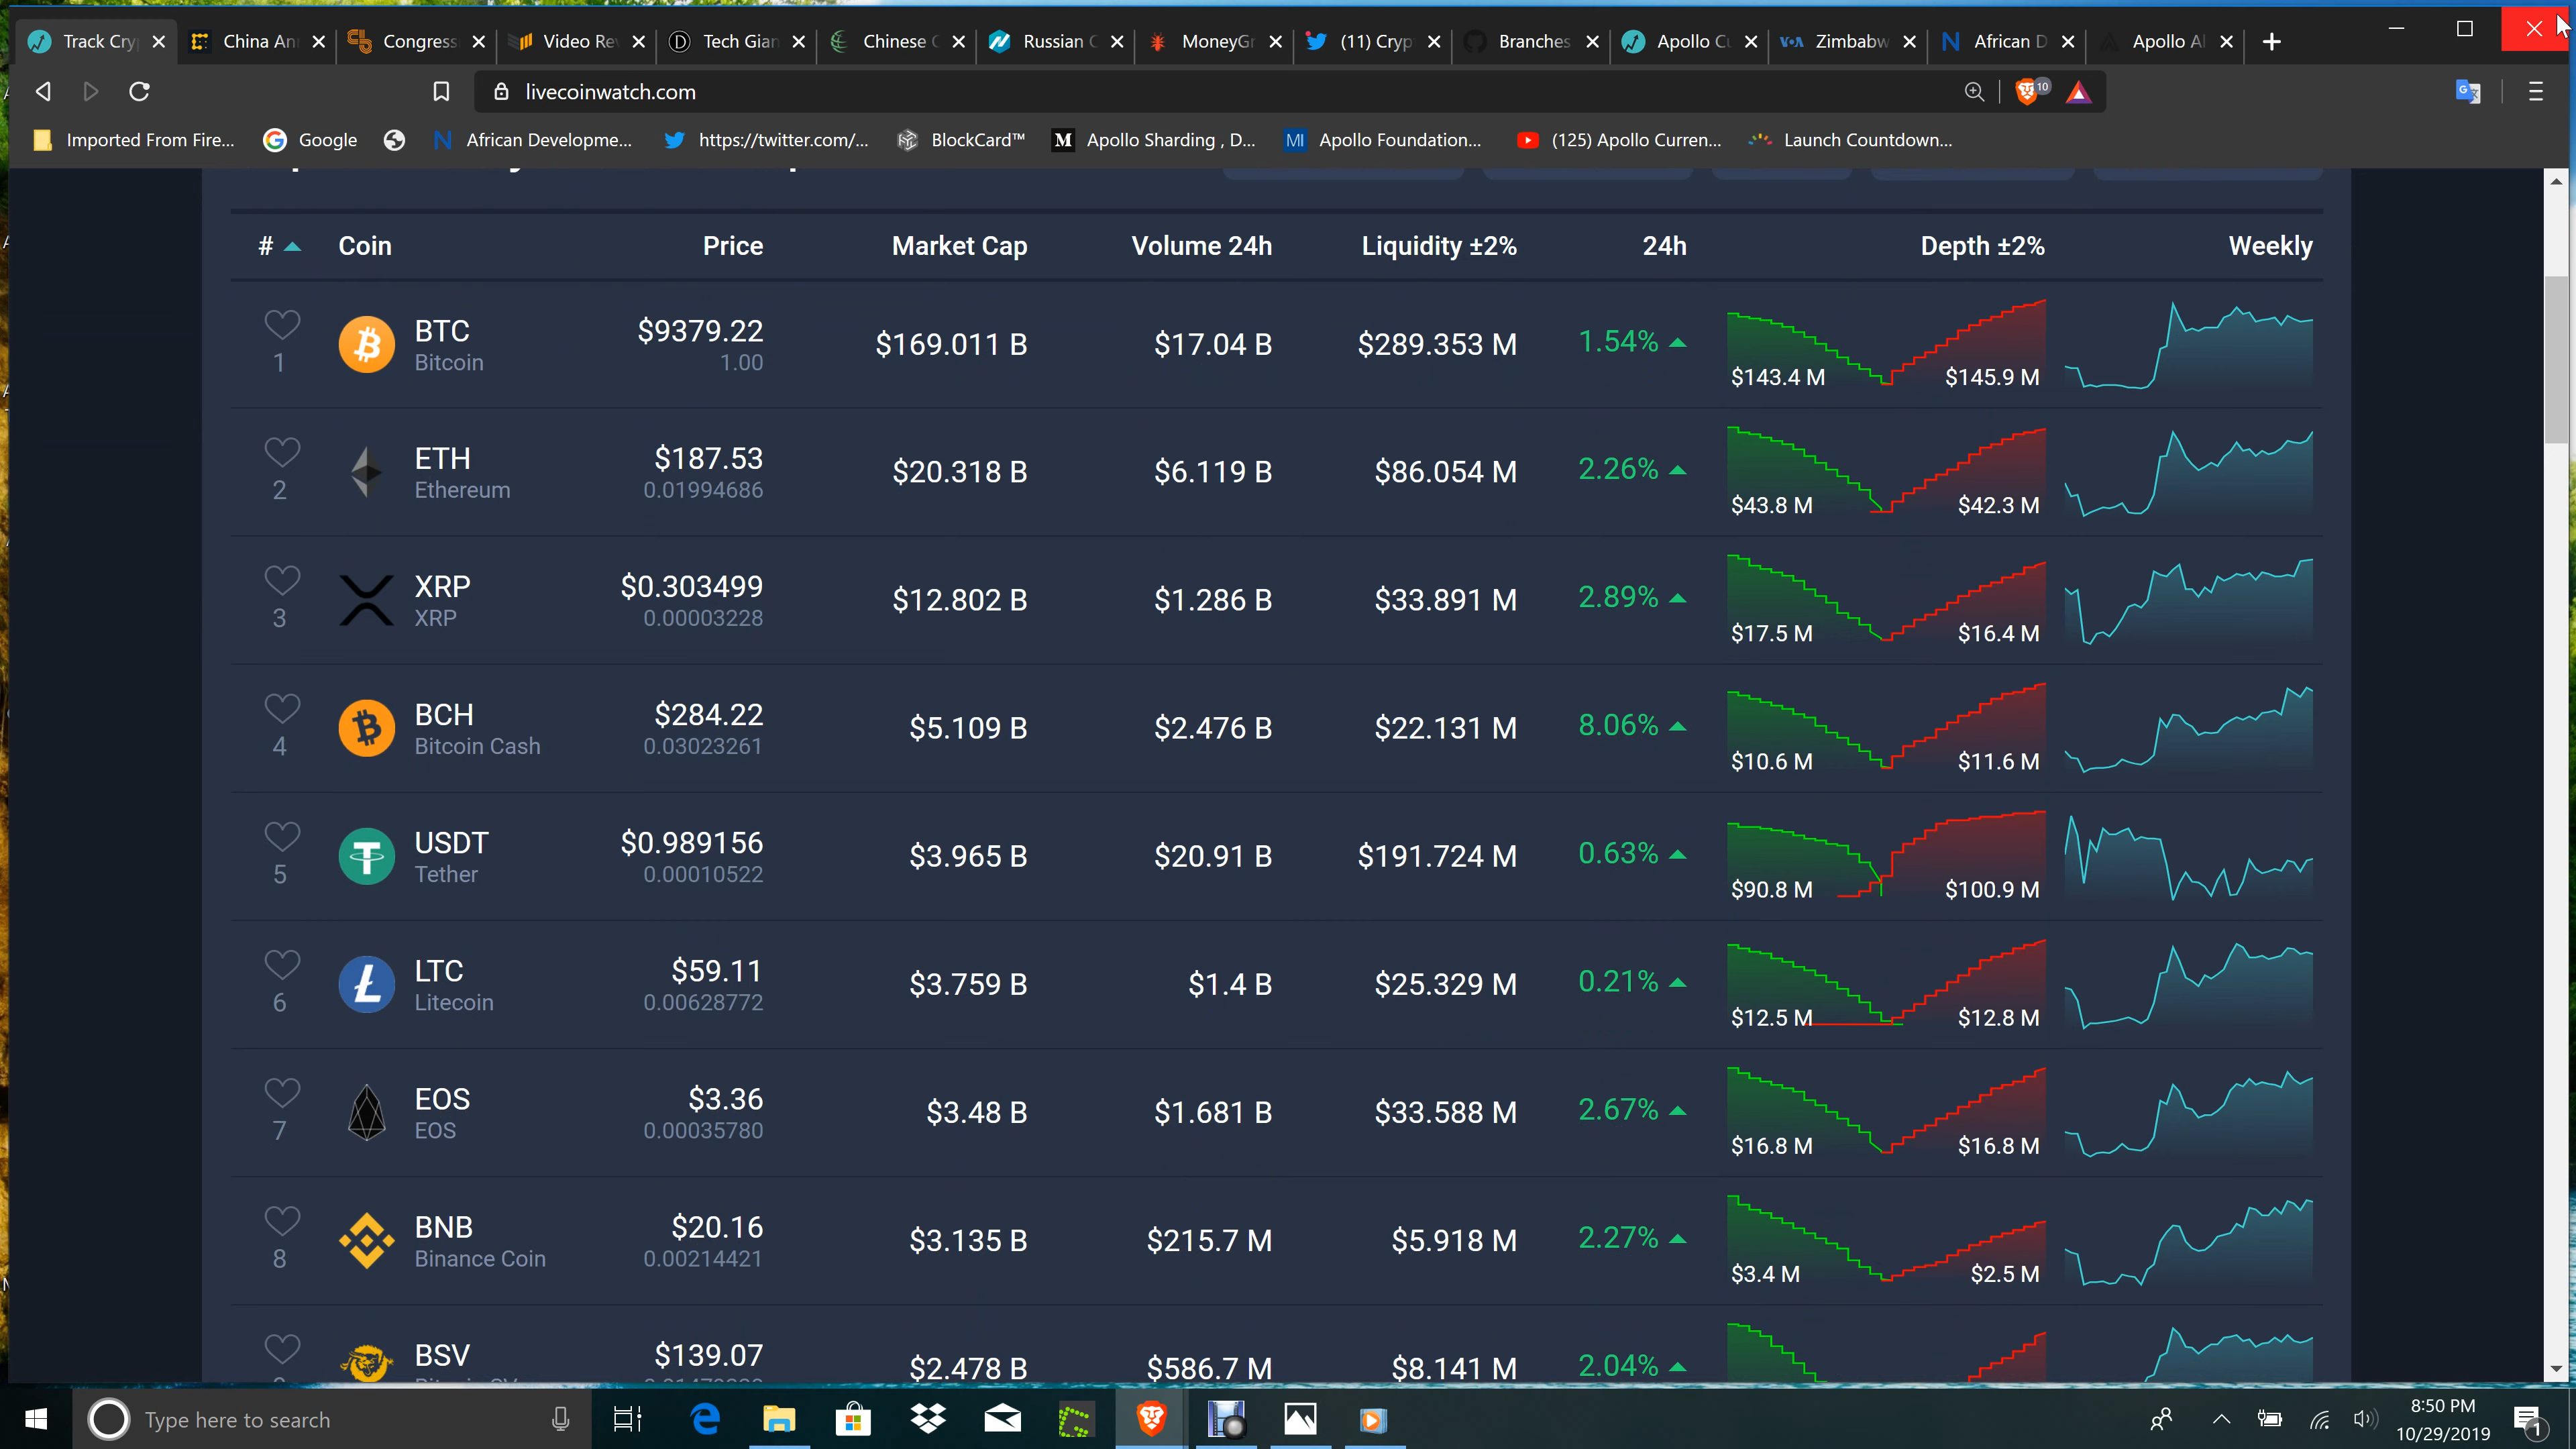 Track Cry China An Congress Video Rev Tech Gian Chinese C Russian C MoneyGr (11) Cryp Branches Apollo Cu Zimbabw African D Apollo Al
livecoinwatch.com 10
Imported From Fire... Google African Developme... https://twitter.com/... BlockCard™ Apollo Sharding , D... Apollo Foundation... (125) Apollo Curren... Launch Countdown...
# Coin Price Market Cap Volume 24h Liquidity ±2% 24h Depth ±2% Weekly
1 BTC $9379.22 $169.011 B $17.04 B $289.353 M 1.54% $143.4 M $145.9 M
Bitcoin 1.00
2 ETH $187.53 $20.318 B $6.119 B $86.054 M 2.26% $43.8 M $42.3 M
Ethereum 0.01994686
3 XRP $0.303499 $12.802 B $1.286 B $33.891 M 2.89% $17.5 M $16.4 M
XRP 0.00003228
4 BCH $284.22 $5.109 B $2.476 B $22.131 M 8.06% $10.6 M $11.6 M
Bitcoin Cash 0.03023261
5 USDT $0.989156 $3.965 B $20.91 B $191.724 M 0.63% $90.8 M $100.9 M
Tether 0.00010522
6 LTC $59.11 $3.759 B $1.4 B $25.329 M 0.21% $12.5 M $12.8 M
Litecoin 0.00628772
7 EOS $3.36 $3.48 B $1.681 B $33.588 M 2.67% $16.8 M $16.8 M
EOS 0.00035780
8 BNB $20.16 $3.135 B $215.7 M $5.918 M 2.27% $3.4 M $2.5 M
Binance Coin 0.00214421
BSV $139.07 $2.478 B $586.7 M $8.141 M 2.04%
Type here to search
8:50 PM
10/29/2019
1